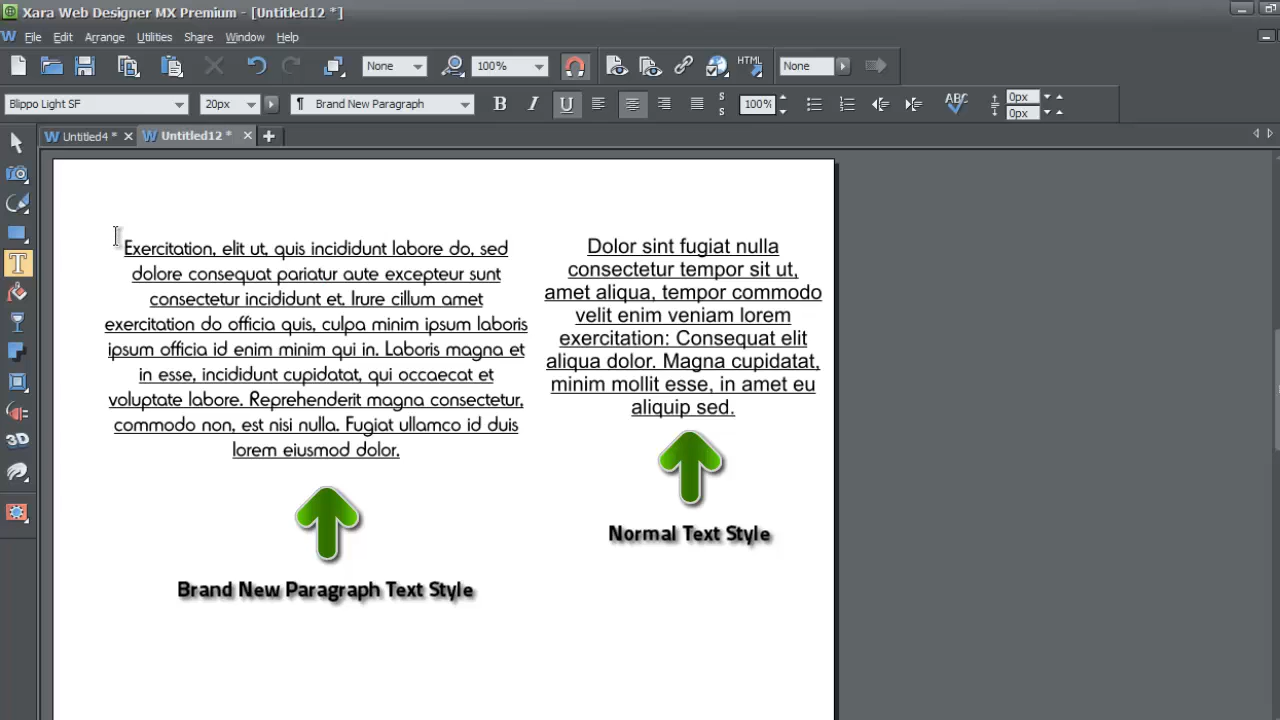 Xara Web Designer MX Premium - [Untitled12 *]
File Edit Arrange Utilities Share Window Help
None 100% HTML None
Blippo Light SF 20px ¶ Brand New Paragraph B I U 100% ABC 0px
0px
Untitled4 * Untitled12 *
Exercitation, elit ut, quis incididunt labore do, sed
dolore consequat pariatur aute excepteur sunt
consectetur incididunt et. Irure cillum amet
exercitation do officia quis, culpa minim ipsum laboris
ipsum officia id enim minim qui in. Laboris magna et
in esse, incididunt cupidatat, qui occaecat et
voluptate labore. Reprehenderit magna consectetur,
commodo non, est nisi nulla. Fugiat ullamco id duis
lorem eiusmod dolor.
Brand New Paragraph Text Style
Dolor sint fugiat nulla
consectetur tempor sit ut,
amet aliqua, tempor commodo
velit enim veniam lorem
exercitation: Consequat elit
aliqua dolor. Magna cupidatat,
minim mollit esse, in amet eu
aliquip sed.
Normal Text Style
T
3D